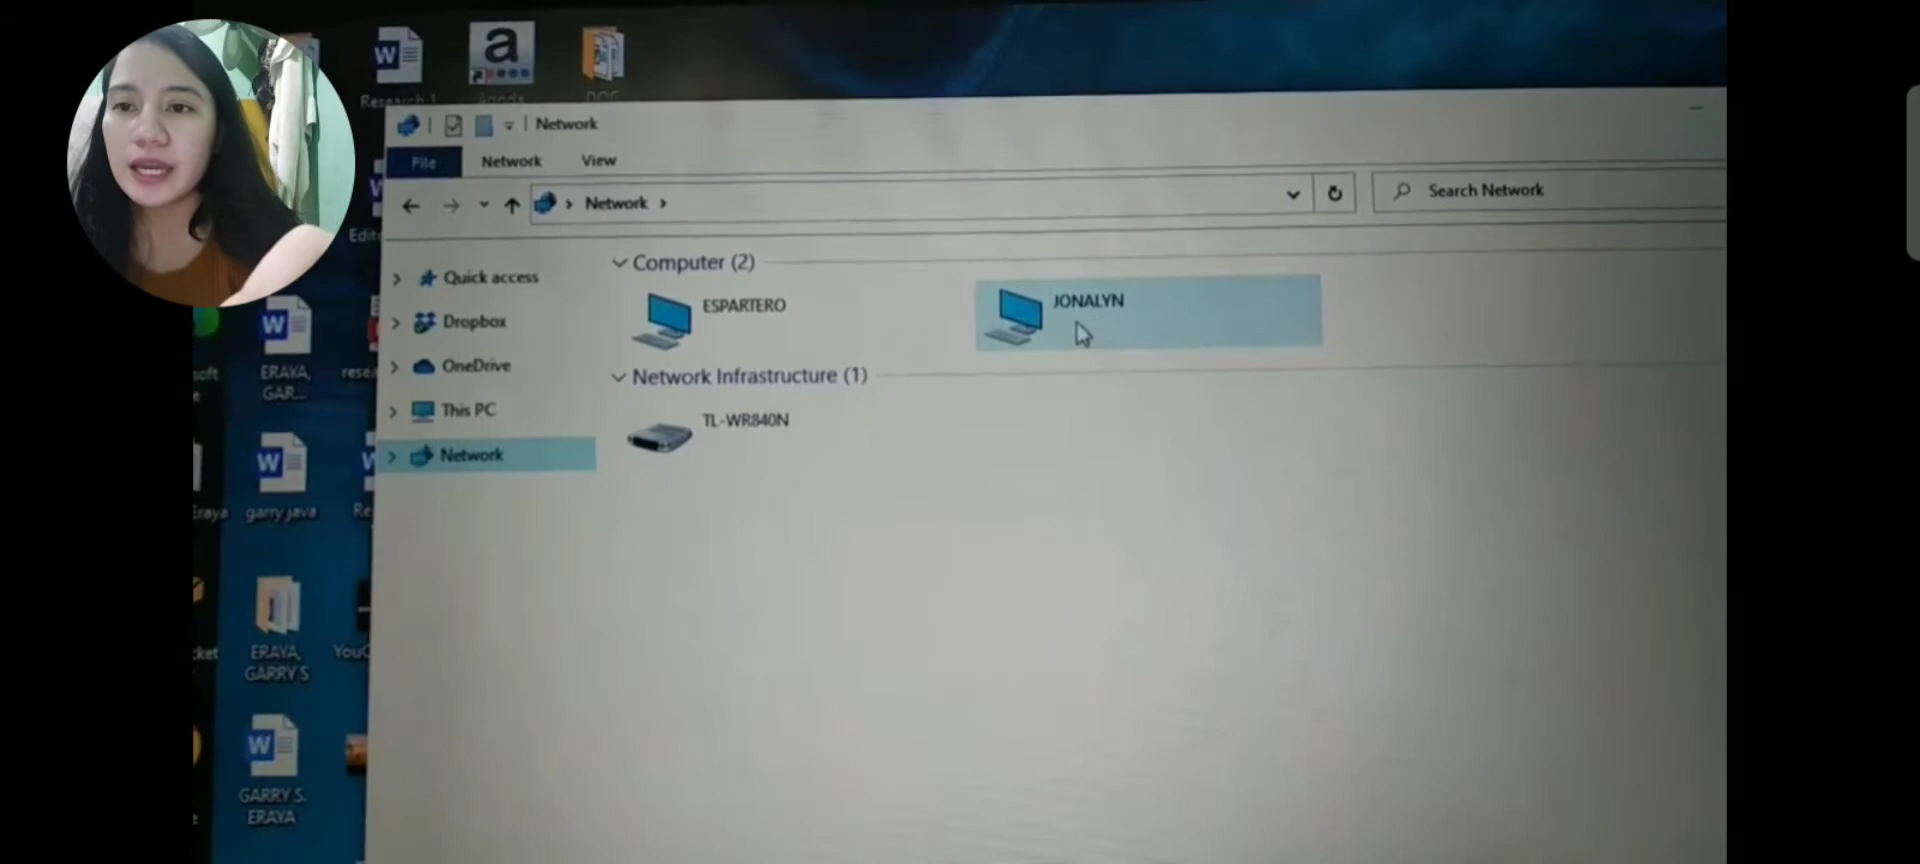 Research 1
Network
File
Network
View
Network
Search Network
Quick access
Dropbox
OneDrive
This PC
Network
Computer (2)
ESPARTERO
JONALYN
Network Infrastructure (1)
TL-WR840N
ERAYA,
GAR...
garry java
ERAYA,
GARRY S
GARRY S.
ERAYA